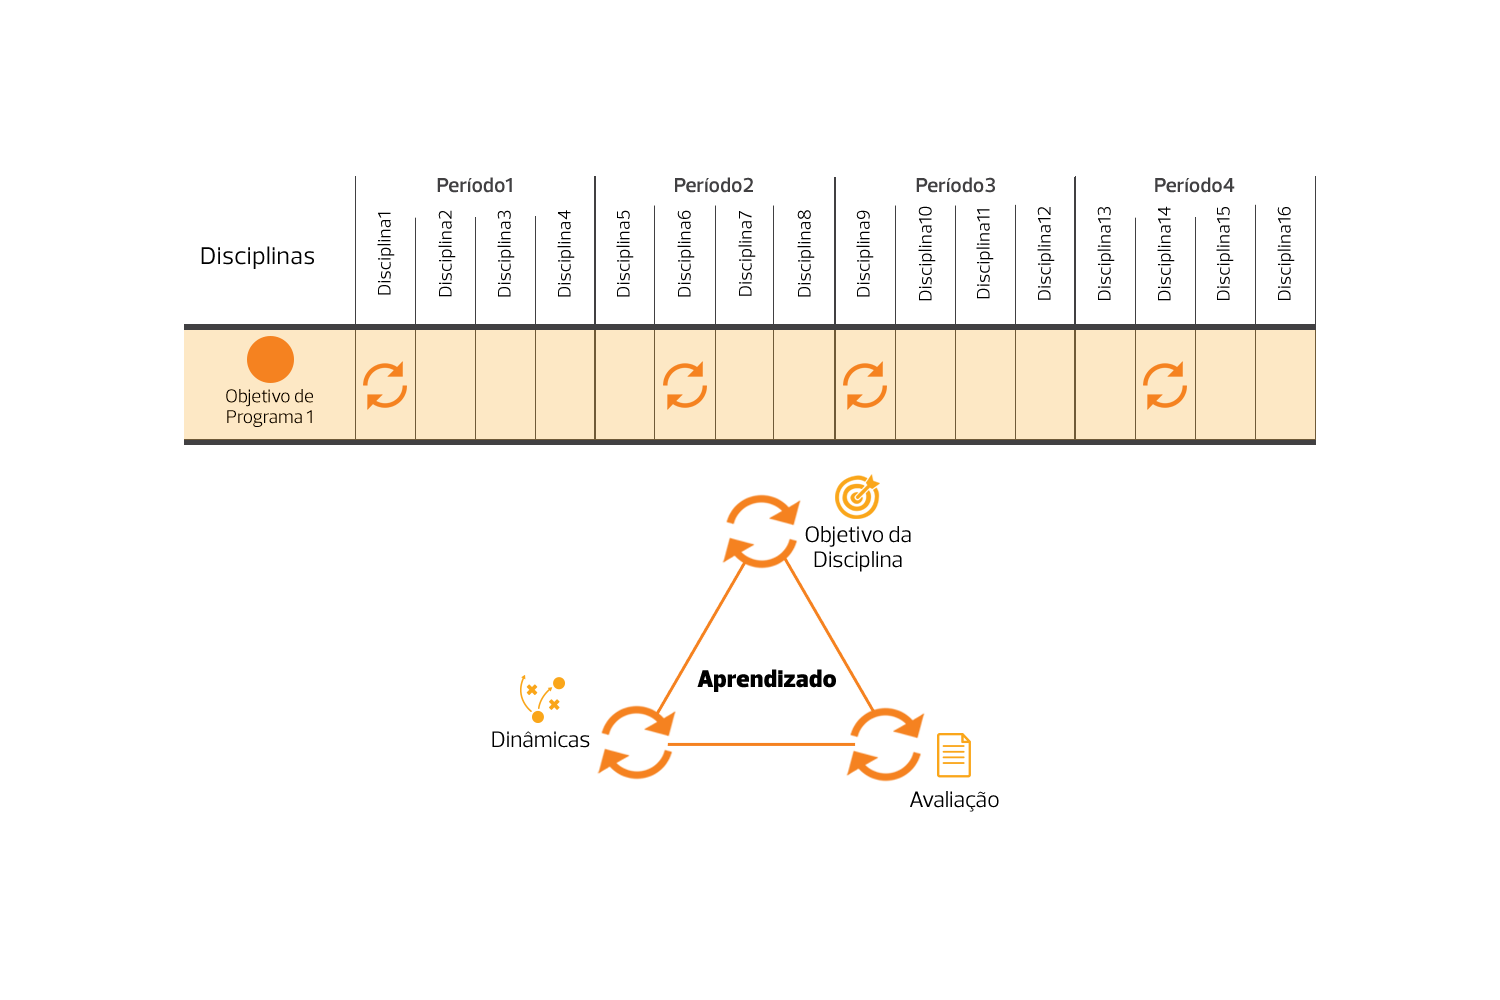 Período1
Período2
Período3
Período4
Disciplinas
Disciplina1
Disciplina2
Disciplina3
Disciplina4
Disciplina5
Disciplina6
Disciplina7
Disciplina8
Disciplina9
Disciplina10
Disciplina11
Disciplina12
Disciplina13
Disciplina14
Disciplina15
Disciplina16
Objetivo de
Programa 1
Objetivo da
Disciplina
Aprendizado
Dinâmicas
Avaliação